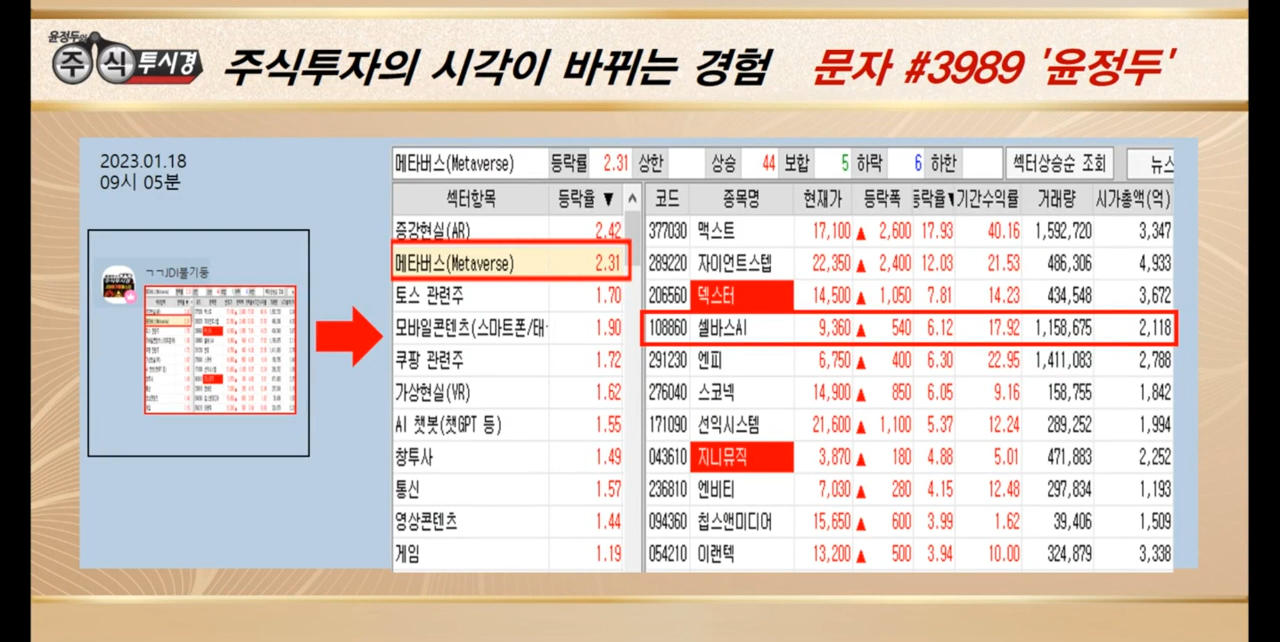 윤정두의
주식투시경
주식투자의 시각이 바뀌는 경험 문자 #3989 '윤정두'
2023.01.18
09시 05분
ㄱㄱJDI불기둥
메타버스(Metaverse) 등락률 2.31 상한 상승 44 보합 5 하락 6 하한 섹터상승순 조회 뉴스
섹터항목 등락율 ▼
증강현실(AR) 2.42
메타버스(Metaverse) 2.31
토스 관련주 1.70
모바일콘텐츠(스마트폰/태 1.90
쿠팡 관련주 1.72
가상현실(VR) 1.62
AI 챗봇(챗GPT 등) 1.55
창투사 1.49
통신 1.57
영상콘텐츠 1.44
게임 1.19
코드 종목명 현재가 등락폭 등락율▼ 기간수익률 거래량 시가총액(억)
377030 맥스트 17,100 ▲ 2,600 17.93 40.16 1,592,720 3,347
289220 자이언트스텝 22,350 ▲ 2,400 12.03 21.53 486,306 4,933
206560 덱스터 14,500 ▲ 1,050 7.81 14.23 434,548 3,672
108860 셀바스AI 9,360 ▲ 540 6.12 17.92 1,158,675 2,118
291230 엔피 6,750 ▲ 400 6.30 22.95 1,411,083 2,788
276040 스코넥 14,900 ▲ 850 6.05 9.16 158,755 1,842
171090 선익시스템 21,600 ▲ 1,100 5.37 12.24 289,252 1,994
043610 지니뮤직 3,870 ▲ 180 4.88 5.01 471,883 2,252
236810 엔비티 7,030 ▲ 280 4.15 12.48 297,834 1,193
094360 칩스앤미디어 15,650 ▲ 600 3.99 1.62 39,406 1,509
054210 이랜텍 13,200 ▲ 500 3.94 10.00 324,879 3,338